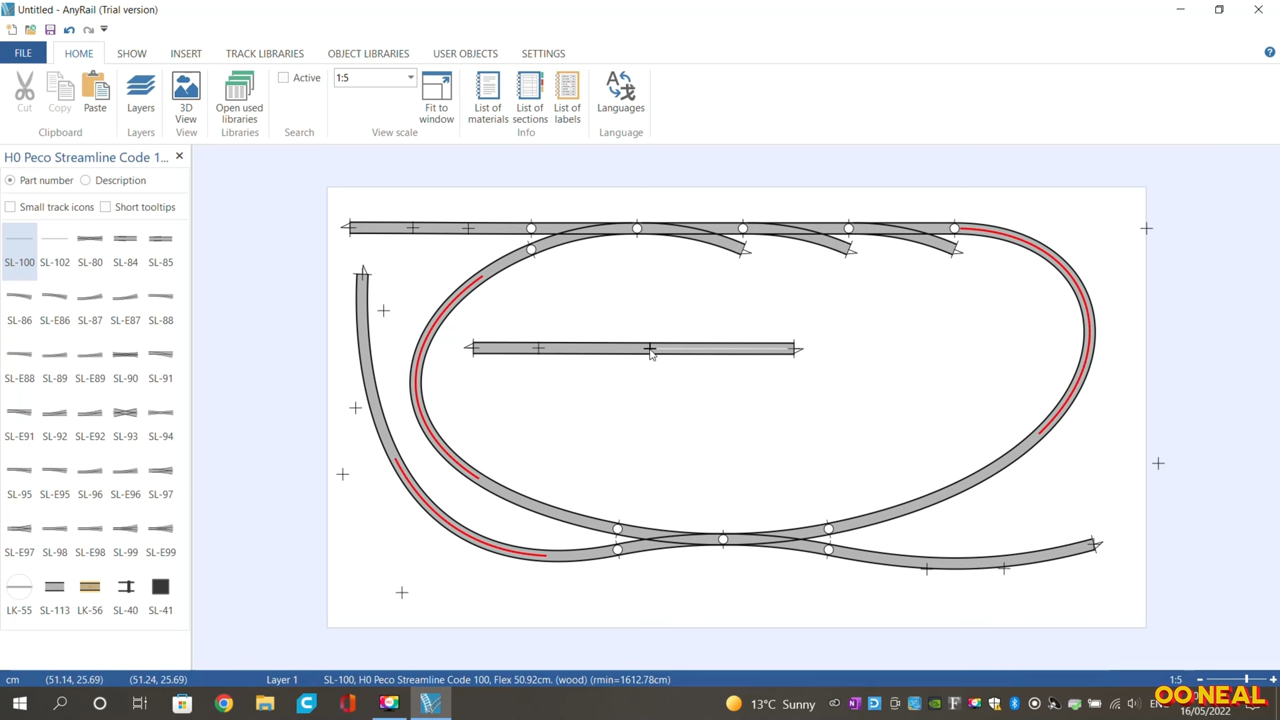 Untitled - AnyRail (Trial version)
FILE HOME SHOW INSERT TRACK LIBRARIES OBJECT LIBRARIES USER OBJECTS SETTINGS
Cut Copy Paste Layers 3D View Open used libraries Active 1:5 Fit to window List of materials List of sections List of labels Languages
Clipboard Layers View Libraries Search View scale Info Language
H0 Peco Streamline Code 1...
Part number Description
Small track icons Short tooltips
SL-100 SL-102 SL-80 SL-84 SL-85
SL-86 SL-E86 SL-87 SL-E87 SL-88
SL-E88 SL-89 SL-E89 SL-90 SL-91
SL-E91 SL-92 SL-E92 SL-93 SL-94
SL-95 SL-E95 SL-96 SL-E96 SL-97
SL-E97 SL-98 SL-E98 SL-99 SL-E99
LK-55 SL-113 LK-56 SL-40 SL-41
cm (51.14, 25.69) (51.24, 25.69) Layer 1 SL-100, H0 Peco Streamline Code 100, Flex 50.92cm. (wood) (rmin=1612.78cm) 1:5
13°C Sunny
OO NEAL
16/05/2022